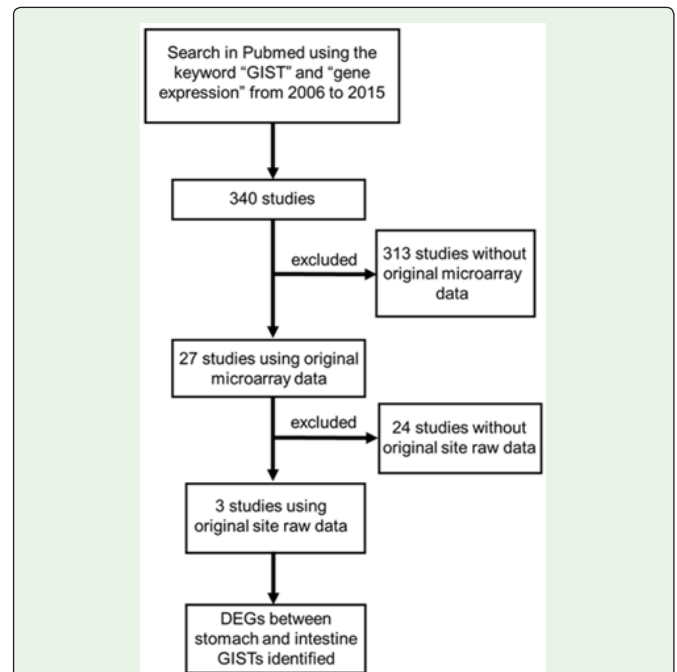 Search in Pubmed using the
keyword “GIST” and “gene
expression” from 2006 to 2015
340 studies
excluded
313 studies without
original microarray
data
27 studies using original
microarray data
excluded
24 studies without
original site raw data
3 studies using
original site raw data
DEGs between
stomach and intestine
GISTs identified